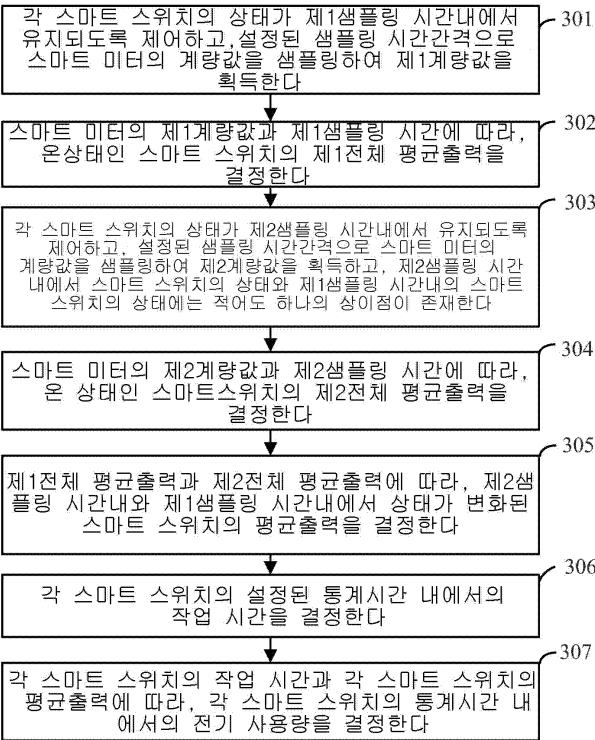 각 스마트 스위치의 상태가 제1샘플링 시간내에서
유지되도록 제어하고,설정된 샘플링 시간간격으로
스마트 미터의 계량값을 샘플링하여 제1계량값을
획득한다
301
스마트 미터의 제1계량값과 제1샘플링 시간에 따라,
온상태인 스마트 스위치의 제1전체 평균출력을
결정한다
302
각 스마트 스위치의 상태가 제2샘플링 시간내에서 유지되도록
제어하고, 설정된 샘플링 시간간격으로 스마트 미터의
계량값을 샘플링하여 제2계량값을 획득하고, 제2샘플링 시간
내에서 스마트 스위치의 상태와 제1샘플링 시간내의 스마트
스위치의 상태에는 적어도 하나의 상이점이 존재한다
303
스마트 미터의 제2계량값과 제2샘플링 시간에 따라,
온 상태인 스마트스위치의 제2전체 평균출력을
결정한다
304
제1전체 평균출력과 제2전체 평균출력에 따라, 제2샘
플링 시간내와 제1샘플링 시간내에서 상태가 변화된
스마트 스위치의 평균출력을 결정한다
305
각 스마트 스위치의 설정된 통계시간 내에서의
작업 시간을 결정한다
306
각 스마트 스위치의 작업 시간과 각 스마트 스위치의
평균출력에 따라, 각 스마트 스위치의 통계시간 내
에서의 전기 사용량을 결정한다
307